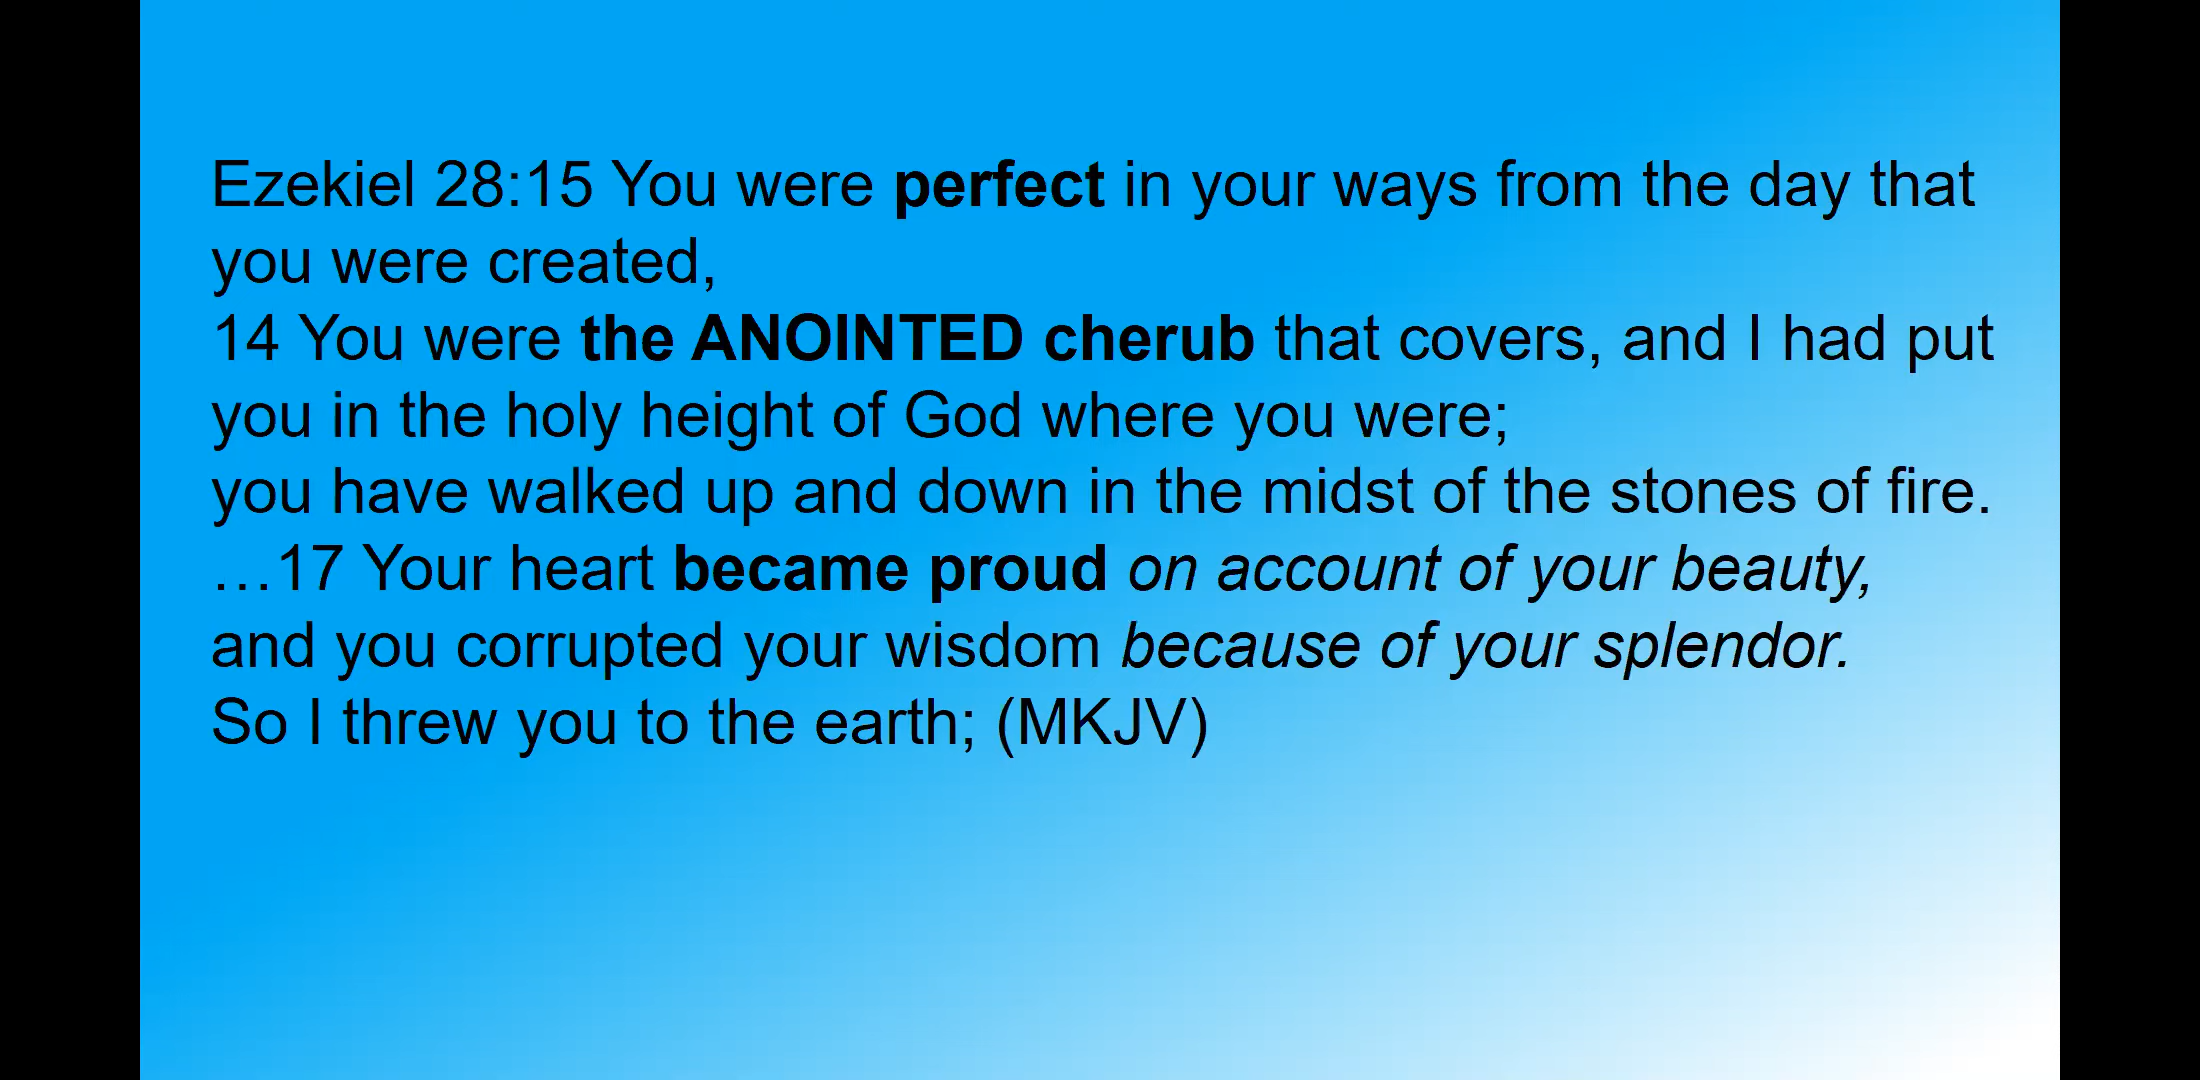 Ezekiel 28:15 You were perfect in your ways from the day that
you were created,
14 You were the ANOINTED cherub that covers, and I had put
you in the holy height of God where you were;
you have walked up and down in the midst of the stones of fire.
…17 Your heart became proud on account of your beauty,
and you corrupted your wisdom because of your splendor.
So I threw you to the earth; (MKJV)